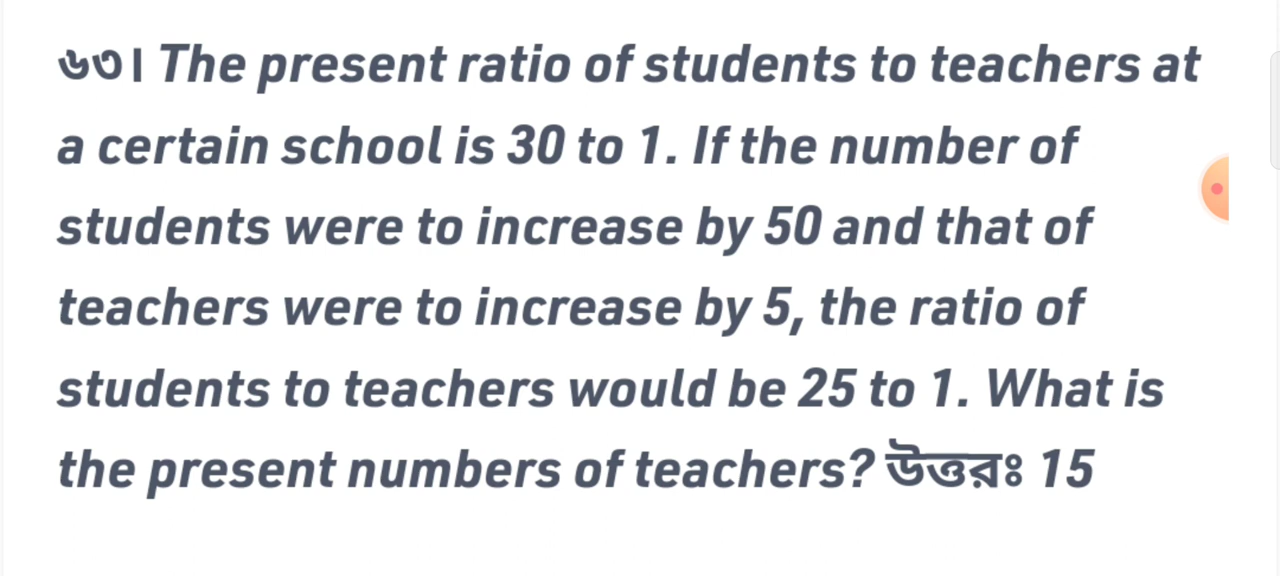 ৬৩। The present ratio of students to teachers at
a certain school is 30 to 1. If the number of
students were to increase by 50 and that of
teachers were to increase by 5, the ratio of
students to teachers would be 25 to 1. What is
the present numbers of teachers? উত্তরঃ 15